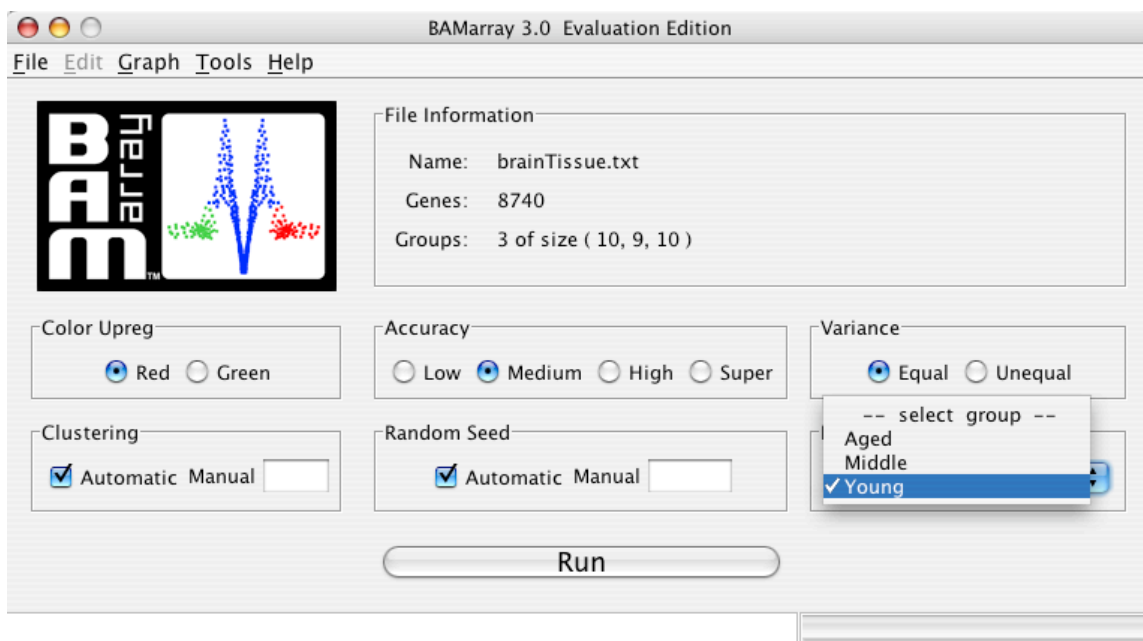 BAMarray 3.0 Evaluation Edition
File Edit Graph Tools Help
BAM array TM
File Information
Name: brainTissue.txt
Genes: 8740
Groups: 3 of size ( 10, 9, 10 )
Color Upreg
Red Green
Accuracy
Low Medium High Super
Variance
Equal Unequal
Clustering
Automatic Manual
Random Seed
Automatic Manual
-- select group --
Aged
Middle
Young
Run